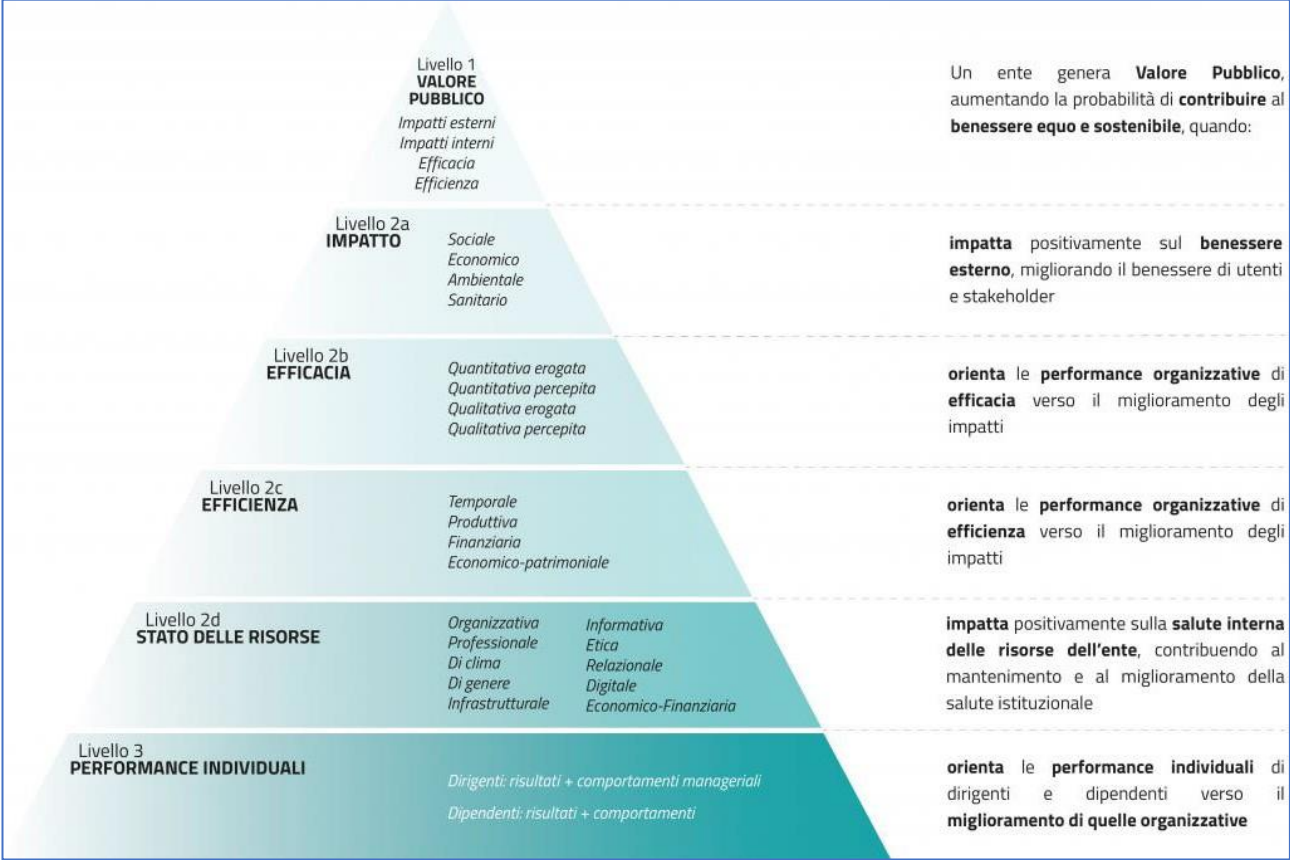 Livello 1
VALORE
PUBBLICO
Impatti esterni
Impatti interni
Efficacia
Efficienza
Un ente genera Valore Pubblico,
aumentando la probabilità di contribuire al
benessere equo e sostenibile, quando:
Livello 2a
IMPATTO
Sociale
Economico
Ambientale
Sanitario
impatta positivamente sul benessere
esterno, migliorando il benessere di utenti
e stakeholder
Livello 2b
EFFICACIA
Quantitativa erogata
Quantitativa percepita
Qualitativa erogata
Qualitativa percepita
orienta le performance organizzative di
efficacia verso il miglioramento degli
impatti
Livello 2c
EFFICIENZA
Temporale
Produttiva
Finanziaria
Economico-patrimoniale
orienta le performance organizzative di
efficienza verso il miglioramento degli
impatti
Livello 2d
STATO DELLE RISORSE
Organizzativa
Professionale
Di clima
Di genere
Infrastrutturale
Informativa
Etica
Relazionale
Digitale
Economico-Finanziaria
impatta positivamente sulla salute interna
delle risorse dell'ente, contribuendo al
mantenimento e al miglioramento della
salute istituzionale
Livello 3
PERFORMANCE INDIVIDUALI
Dirigenti: risultati + comportamenti manageriali
Dipendenti: risultati + comportamenti
orienta le performance individuali di
dirigenti e dipendenti verso il
miglioramento di quelle organizzative